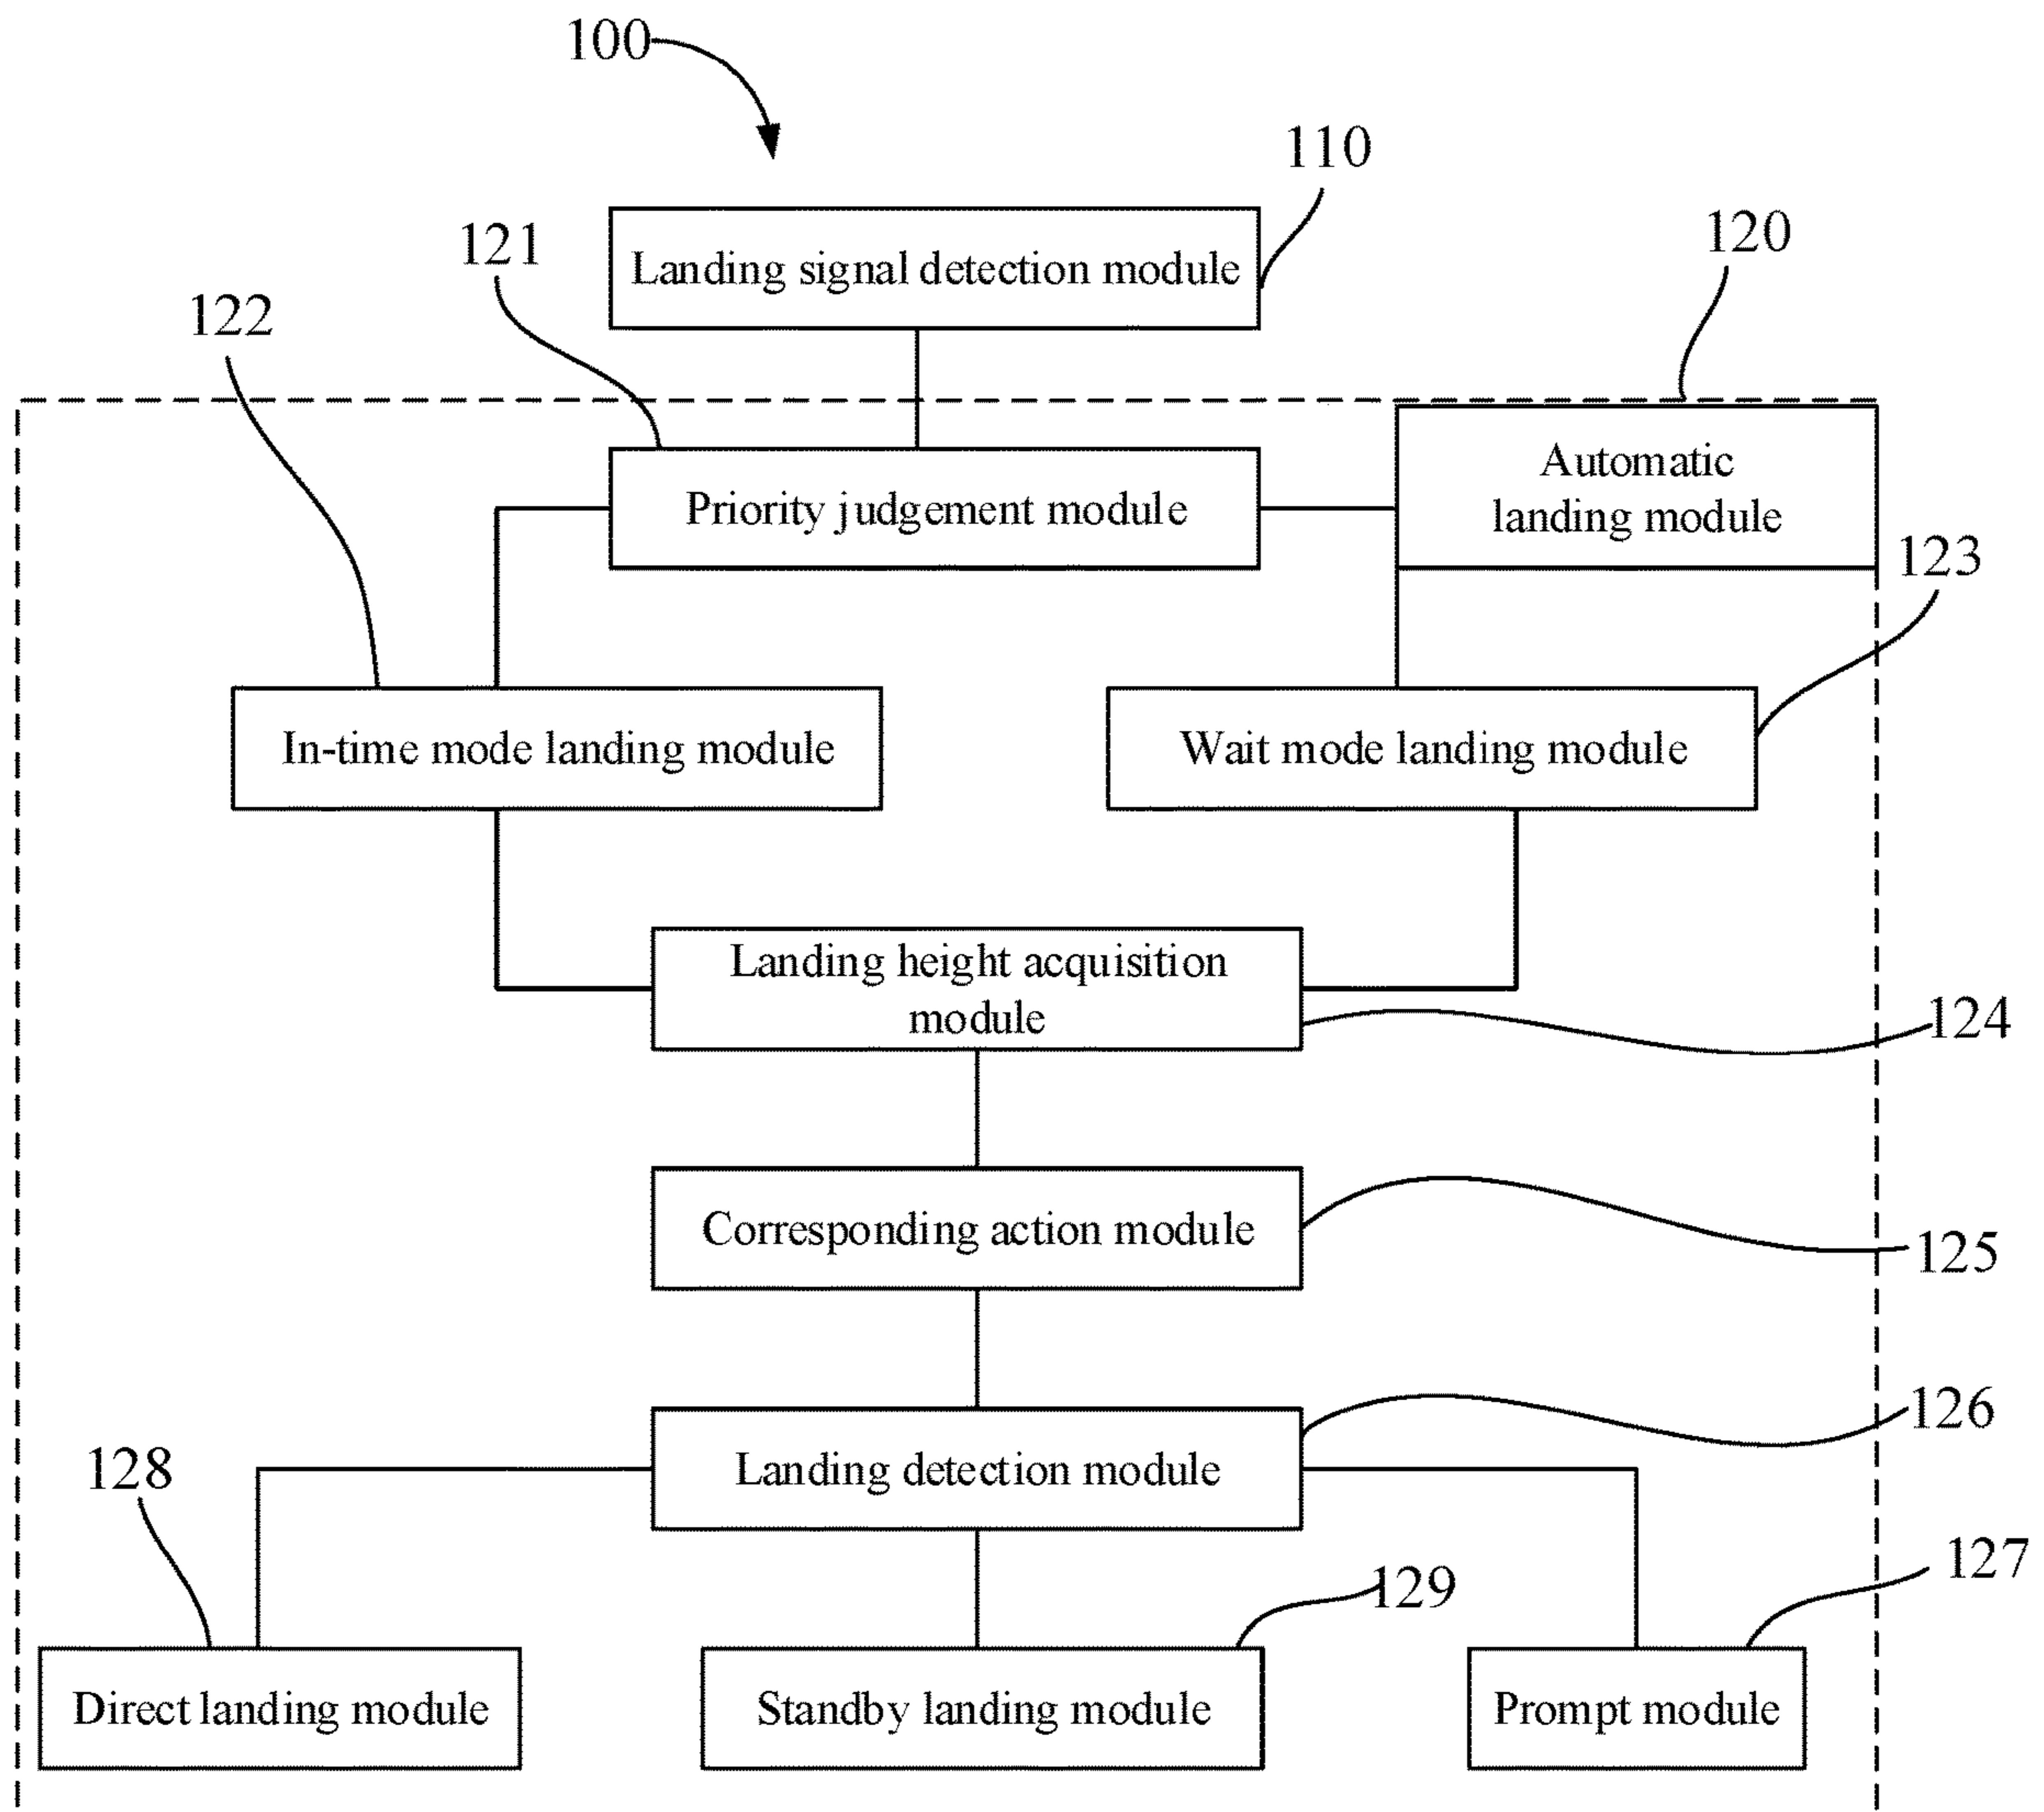 100
110
Landing signal detection module
120
121
122
Automatic
landing module
Priority judgement module
123
In-time mode landing module
Wait mode landing module
Landing height acquisition
module
124
Corresponding action module
125
126
Landing detection module
128
127
129
Direct landing module
Standby landing module
Prompt module